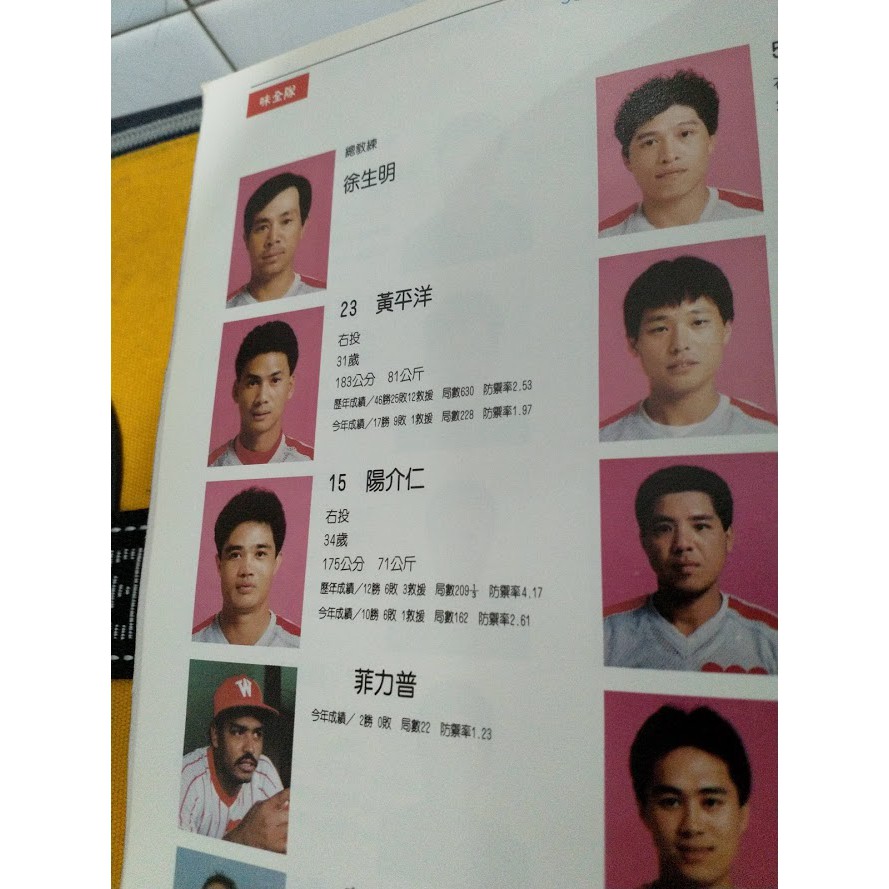 味全隊
總教練
徐生明
23 黃平洋
右投
31歲
183公分 81公斤
歷年成績/46勝25敗12救援 局數630 防禦率2.53
今年成績/17勝 9敗 1救援 局數228 防禦率1.97
15 陽介仁
右投
34歲
175公分 71公斤
歷年成績/12勝 6敗 3救援 局數209⅓ 防禦率4.17
今年成績/10勝 6敗 1救援 局數162 防禦率2.61
W
菲力普
今年成績/ 2勝 0敗 局數22 防禦率1.23